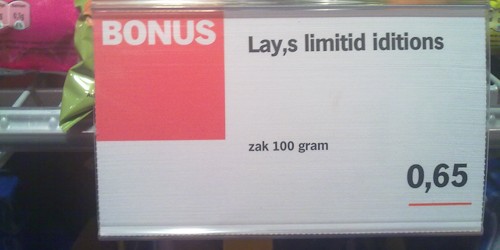 BONUS
Lay,s limitid iditions
zak 100 gram
0,65